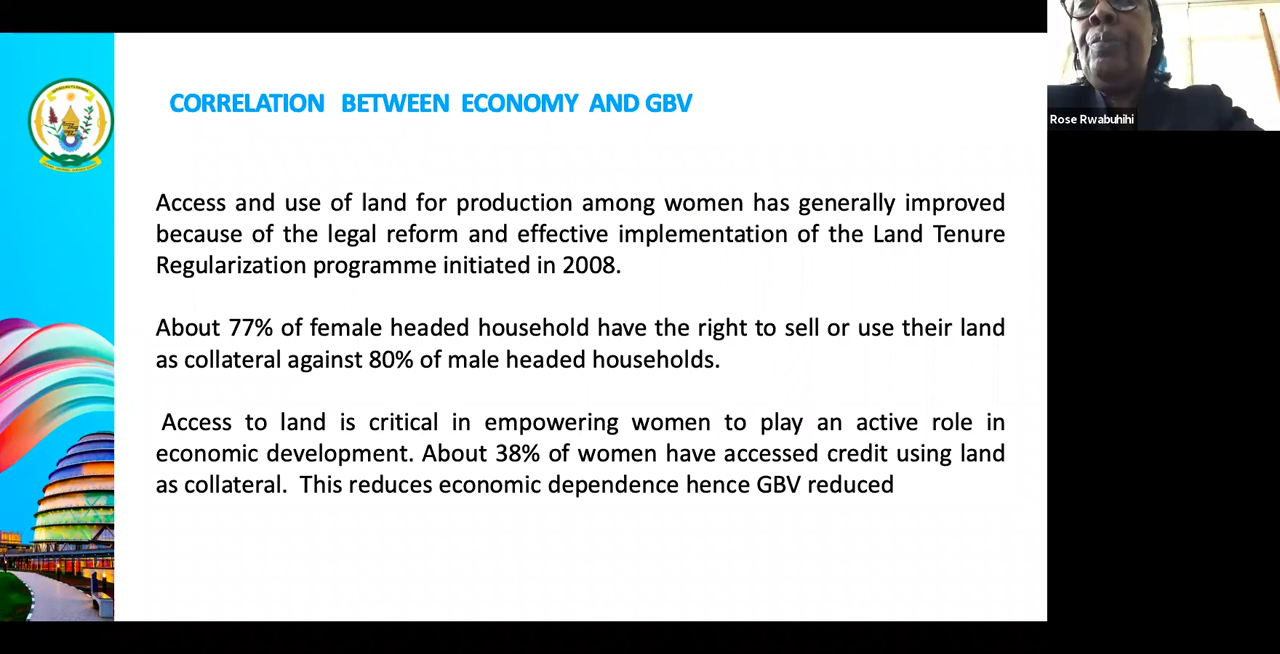 CORRELATION BETWEEN ECONOMY AND GBV
Rose Rwabuhihi
Access and use of land for production among women has generally improved
because of the legal reform and effective implementation of the Land Tenure
Regularization programme initiated in 2008.
About 77% of female headed household have the right to sell or use their land
as collateral against 80% of male headed households.
Access to land is critical in empowering women to play an active role in
economic development. About 38% of women have accessed credit using land
as collateral. This reduces economic dependence hence GBV reduced